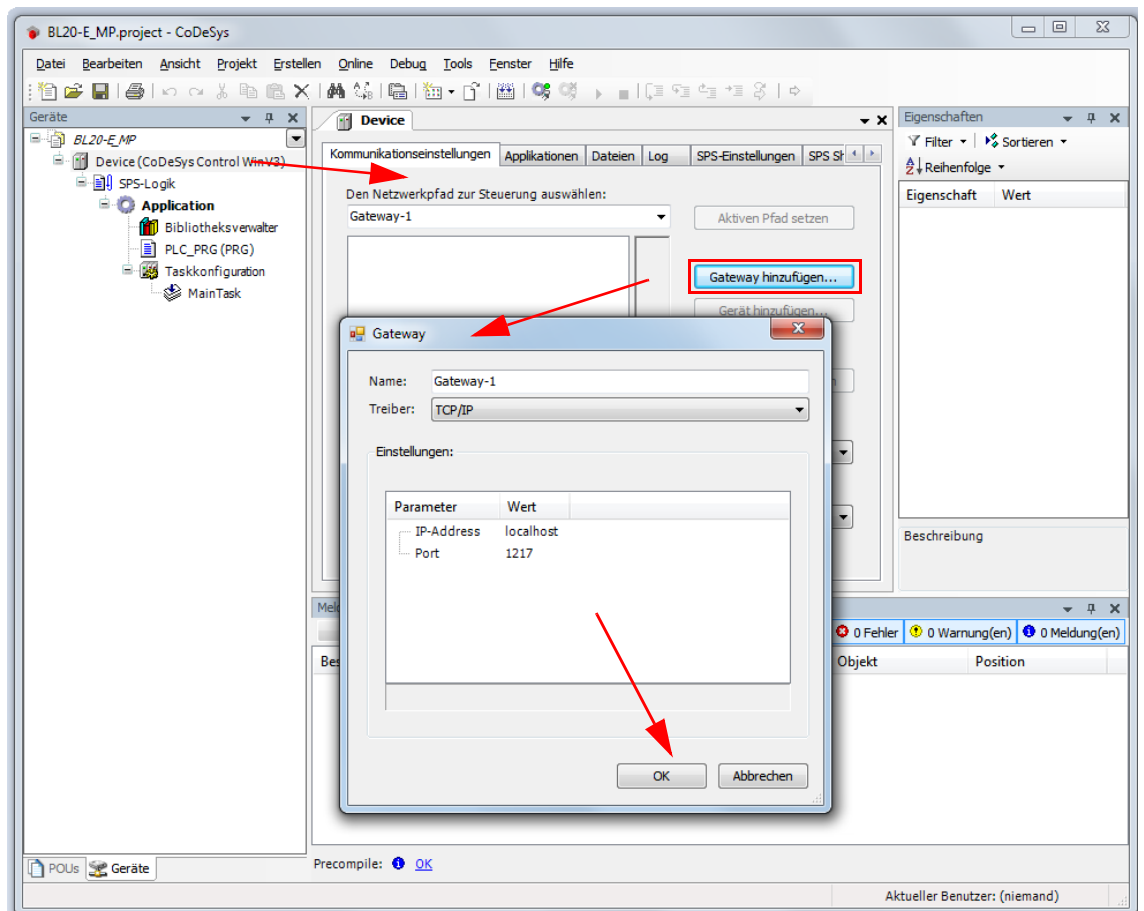 BL20-E_MP.project - CoDeSys
Datei Bearbeiten Ansicht Projekt Erstellen Online Debug Tools Fenster Hilfe
Geräte
BL20-E_MP
Device (CoDeSys Control Win V3)
SPS-Logik
Application
Bibliotheksverwalter
PLC_PRG (PRG)
Taskkonfiguration
MainTask
POUs Geräte
Device
Kommunikationseinstellungen Applikationen Dateien Log SPS-Einstellungen SPS
Den Netzwerkpfad zur Steuerung auswählen:
Gateway-1
Aktiven Pfad setzen
Gateway hinzufügen...
Gerät hinzufügen...
Gateway
Name: Gateway-1
Treiber: TCP/IP
Einstellungen:
Parameter Wert
IP-Address localhost
Port 1217
OK Abbrechen
Eigenschaften
Filter Sortieren
Reihenfolge
Eigenschaft Wert
Beschreibung
0 Fehler 0 Warnung(en) 0 Meldung(en)
Objekt Position
Precompile: OK
Aktueller Benutzer: (niemand)